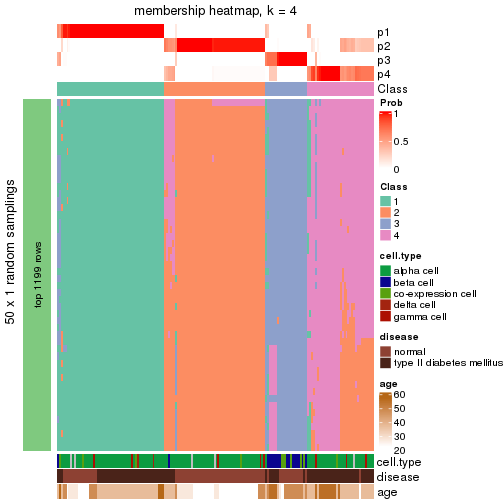 membership heatmap, k = 4
p1
p2
p3
p4
Class
50 x 1 random samplings
top 1199 rows
Prob
1
0.5
0
Class
1
2
3
4
cell.type
alpha cell
beta cell
co-expression cell
delta cell
gamma cell
disease
normal
type II diabetes mellitus
age
60
50
40
30
20
cell.type
disease
age